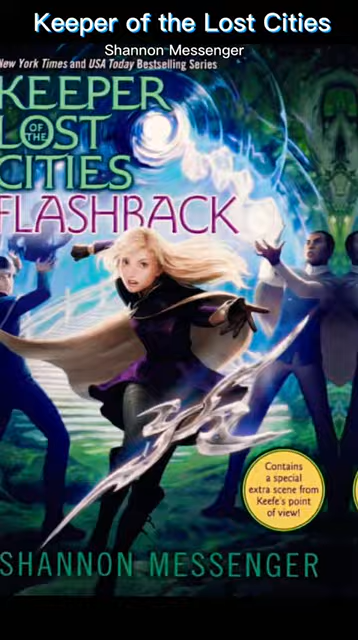 Keeper of the Lost Cities
Shannon Messenger
New York Times and USA Today Bestselling Series
KEEPER
OF THE
LOST
CITIES
FLASHBACK
Contains
a special
extra scene from
Keefe's point
of view!
SHANNON MESSENGER